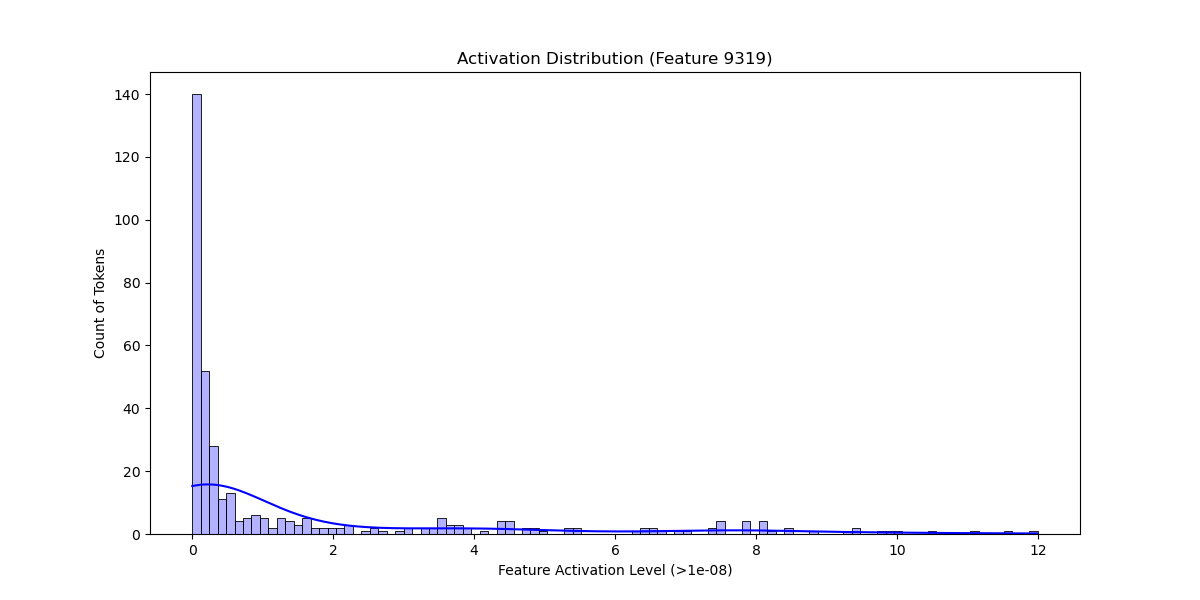 Activation Distribution (Feature 9319)
140
120
100
80
60
40
20
0
Count of Tokens
0 2 4 6 8 10 12
Feature Activation Level (>1e-08)